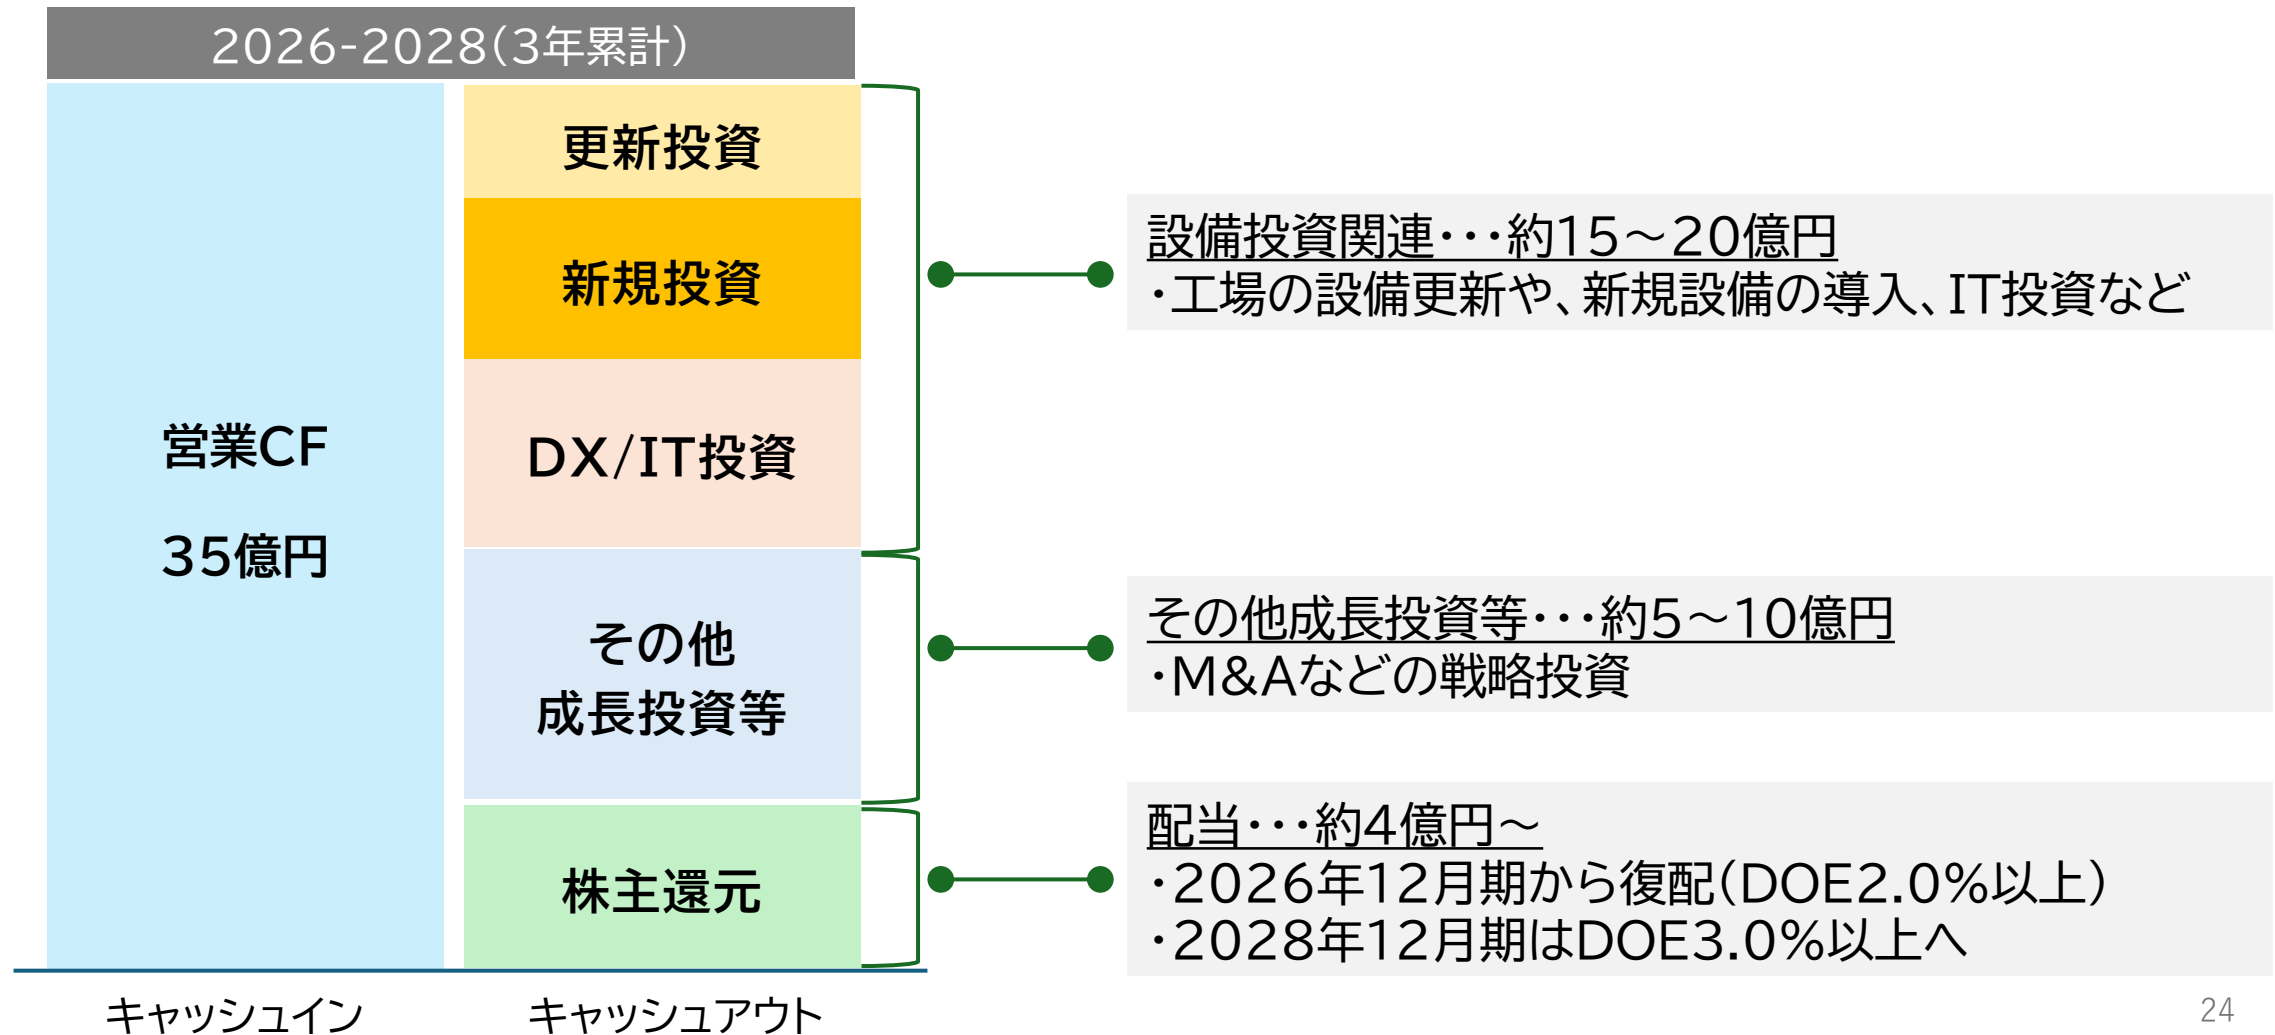 2026-2028(3年累計)
営業CF
35億円
更新投資
新規投資
DX/IT投資
その他
成長投資等
株主還元
キャッシュイン
キャッシュアウト
設備投資関連・・・約15～20億円
・工場の設備更新や、新規設備の導入、IT投資など
その他成長投資等・・・約5～10億円
・M&Aなどの戦略投資
配当・・・約4億円～
・2026年12月期から復配(DOE2.0%以上)
・2028年12月期はDOE3.0%以上へ
24